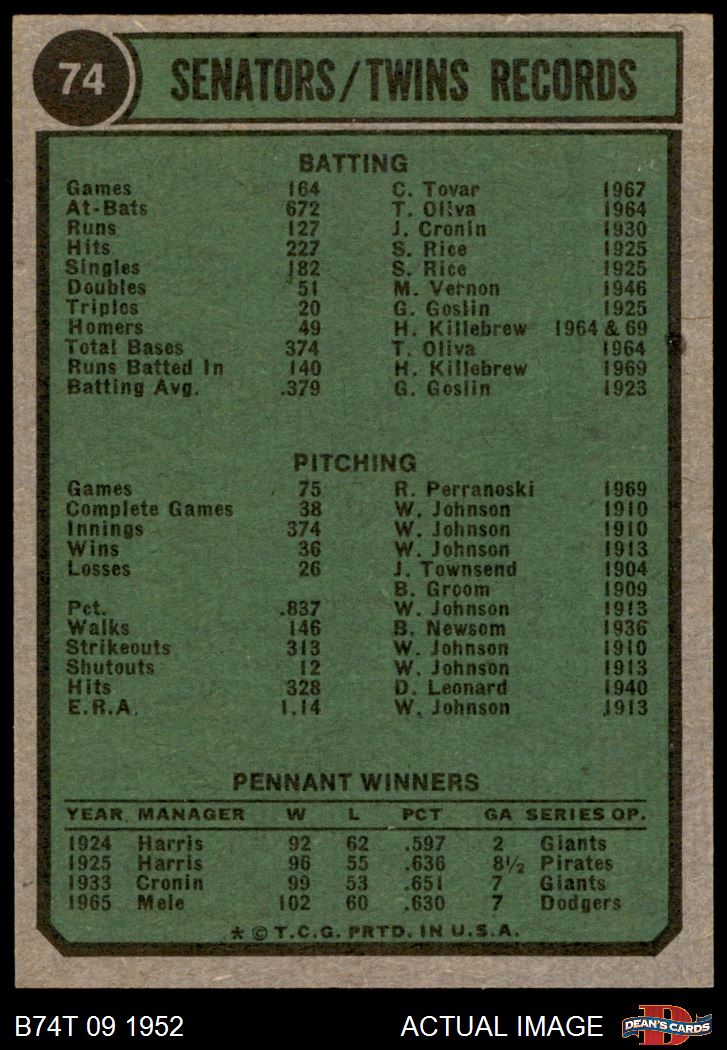 74 SENATORS/TWINS RECORDS
BATTING
Games 164 C. Tovar 1967
At-Bats 672 T. Oliva 1964
Runs 127 J. Cronin 1930
Hits 227 S. Rice 1925
Singles 182 S. Rice 1925
Doubles 51 M. Vernon 1946
Triples 20 G. Goslin 1925
Homers 49 H. Killebrew 1964 & 69
Total Bases 374 T. Oliva 1964
Runs Batted In 140 H. Killebrew 1969
Batting Avg. .379 G. Goslin 1923
PITCHING
Games 75 R. Perranoski 1969
Complete Games 38 W. Johnson 1910
Innings 374 W. Johnson 1910
Wins 36 W. Johnson 1913
Losses 26 J. Townsend 1904
B. Groom 1909
Pct. .837 W. Johnson 1913
Walks 146 B. Newsom 1936
Strikeouts 313 W. Johnson 1910
Shutouts 12 W. Johnson 1913
Hits 328 D. Leonard 1940
E.R.A. 1.14 W. Johnson 1913
PENNANT WINNERS
YEAR MANAGER W L PCT GA SERIES OP.
1924 Harris 92 62 .597 2 Giants
1925 Harris 96 55 .636 8½ Pirates
1933 Cronin 99 53 .651 7 Giants
1965 Mele 102 60 .630 7 Dodgers
* © T.C.G. PRTD. IN U.S.A.
B74T 09 1952 ACTUAL IMAGE D DEAN'S CARDS